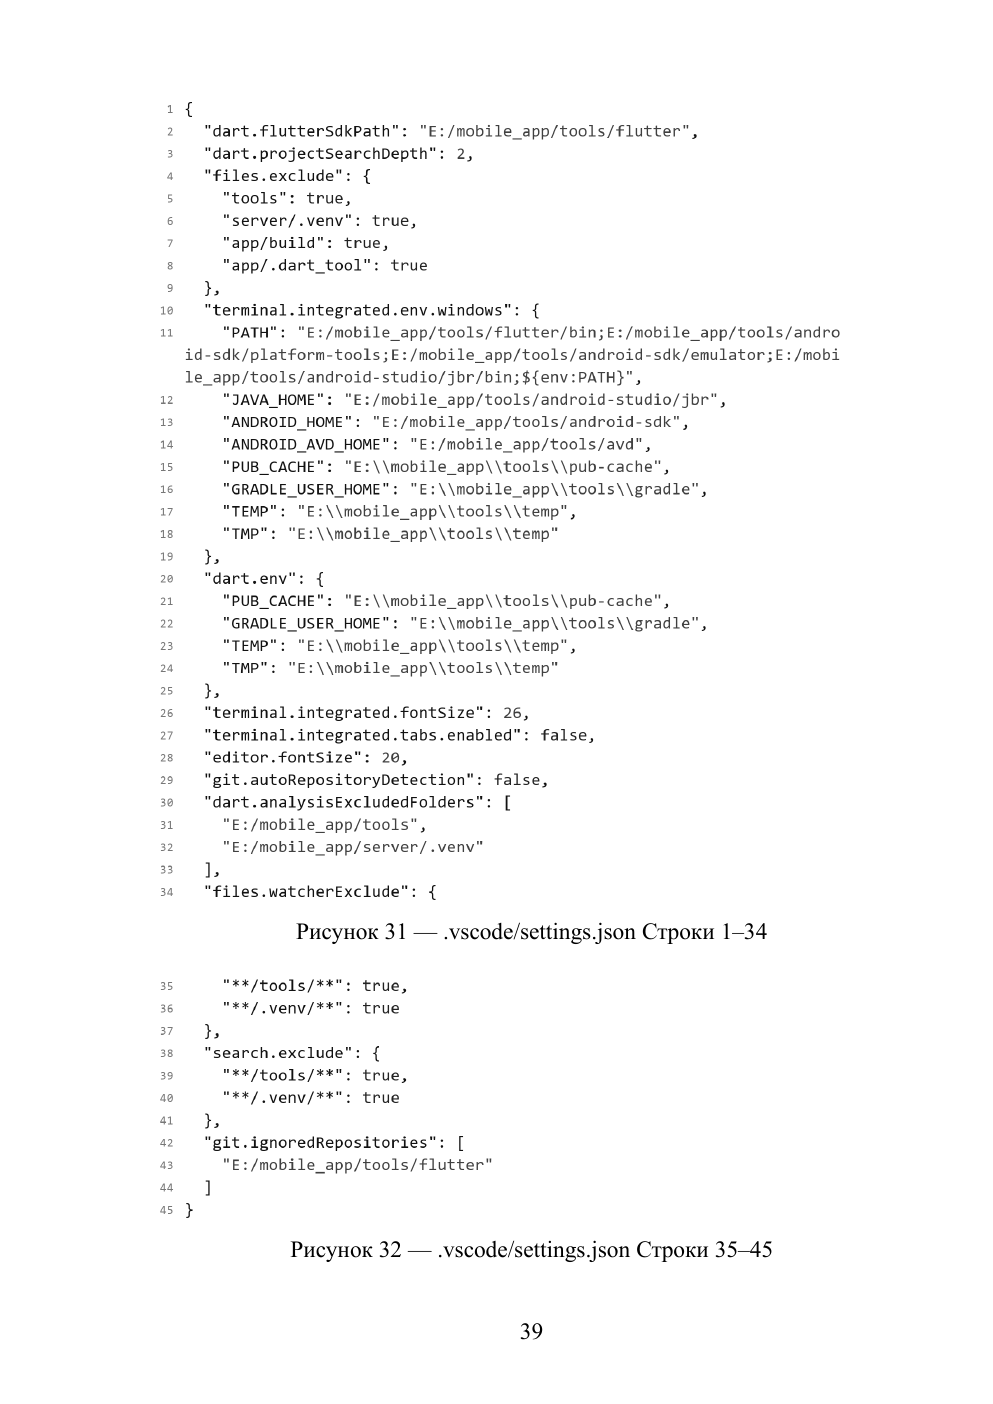 1 {
2   "dart.flutterSdkPath": "E:/mobile_app/tools/flutter",
3   "dart.projectSearchDepth": 2,
4   "files.exclude": {
5     "tools": true,
6     "server/.venv": true,
7     "app/build": true,
8     "app/.dart_tool": true
9   },
10   "terminal.integrated.env.windows": {
11     "PATH": "E:/mobile_app/tools/flutter/bin;E:/mobile_app/tools/andro
id-sdk/platform-tools;E:/mobile_app/tools/android-sdk/emulator;E:/mobi
le_app/tools/android-studio/jbr/bin;${env:PATH}",
12     "JAVA_HOME": "E:/mobile_app/tools/android-studio/jbr",
13     "ANDROID_HOME": "E:/mobile_app/tools/android-sdk",
14     "ANDROID_AVD_HOME": "E:/mobile_app/tools/avd",
15     "PUB_CACHE": "E:\\mobile_app\\tools\\pub-cache",
16     "GRADLE_USER_HOME": "E:\\mobile_app\\tools\\gradle",
17     "TEMP": "E:\\mobile_app\\tools\\temp",
18     "TMP": "E:\\mobile_app\\tools\\temp"
19   },
20   "dart.env": {
21     "PUB_CACHE": "E:\\mobile_app\\tools\\pub-cache",
22     "GRADLE_USER_HOME": "E:\\mobile_app\\tools\\gradle",
23     "TEMP": "E:\\mobile_app\\tools\\temp",
24     "TMP": "E:\\mobile_app\\tools\\temp"
25   },
26   "terminal.integrated.fontSize": 26,
27   "terminal.integrated.tabs.enabled": false,
28   "editor.fontSize": 20,
29   "git.autoRepositoryDetection": false,
30   "dart.analysisExcludedFolders": [
31     "E:/mobile_app/tools",
32     "E:/mobile_app/server/.venv"
33   ],
34   "files.watcherExclude": {
Рисунок 31 — .vscode/settings.json Строки 1–34
35     "**/tools/**": true,
36     "**/.venv/**": true
37   },
38   "search.exclude": {
39     "**/tools/**": true,
40     "**/.venv/**": true
41   },
42   "git.ignoredRepositories": [
43     "E:/mobile_app/tools/flutter"
44   ]
45 }
Рисунок 32 — .vscode/settings.json Строки 35–45
39